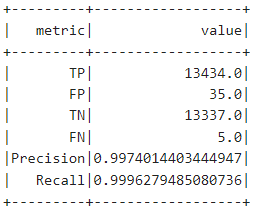 +---------+------------------+
|   metric|             value|
+---------+------------------+
|       TP|           13434.0|
|       FP|              35.0|
|       TN|           13337.0|
|       FN|               5.0|
|Precision|0.9974014403444947|
|   Recall|0.9996279485080736|
+---------+------------------+